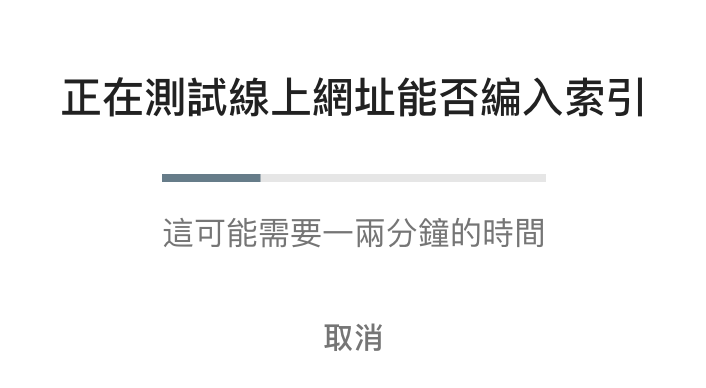 正在測試線上網址能否編入索引
這可能需要一兩分鐘的時間
取消